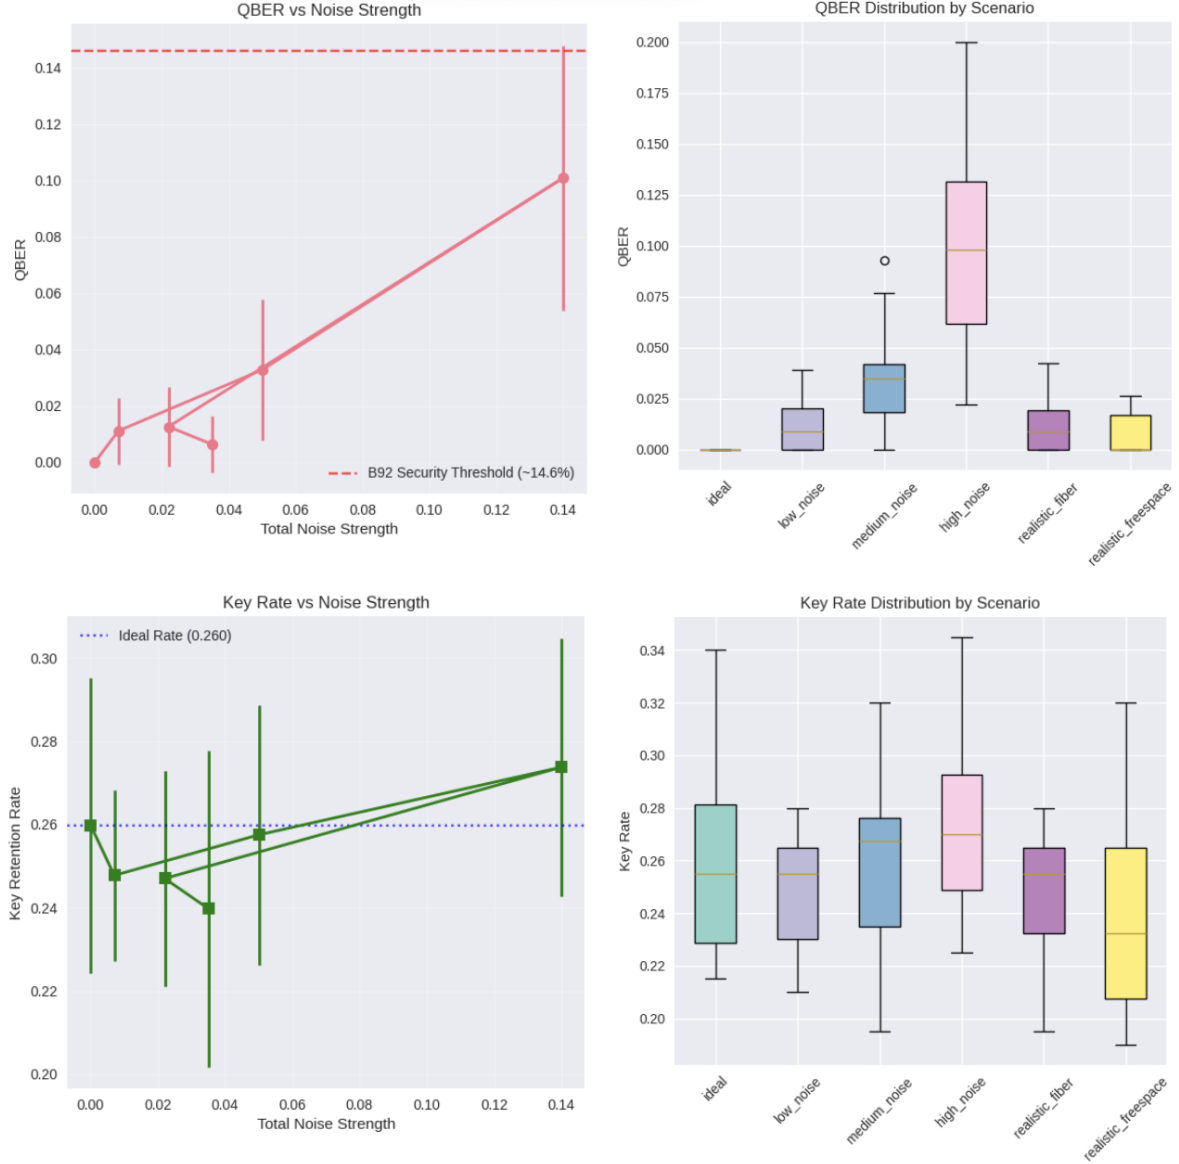 QBER vs Noise Strength
QBER
0.14
0.12
0.10
0.08
0.06
0.04
0.02
0.00
B92 Security Threshold (~14.6%)
0.00 0.02 0.04 0.06 0.08 0.10 0.12 0.14
Total Noise Strength
QBER Distribution by Scenario
QBER
0.200
0.175
0.150
0.125
0.100
0.075
0.050
0.025
0.000
ideal
low_noise
medium_noise
high_noise
realistic_fiber
realistic_freespace
Key Rate vs Noise Strength
Key Retention Rate
Ideal Rate (0.260)
0.30
0.28
0.26
0.24
0.22
0.20
0.00 0.02 0.04 0.06 0.08 0.10 0.12 0.14
Total Noise Strength
Key Rate Distribution by Scenario
Key Rate
0.34
0.32
0.30
0.28
0.26
0.24
0.22
0.20
ideal
low_noise
medium_noise
high_noise
realistic_fiber
realistic_freespace